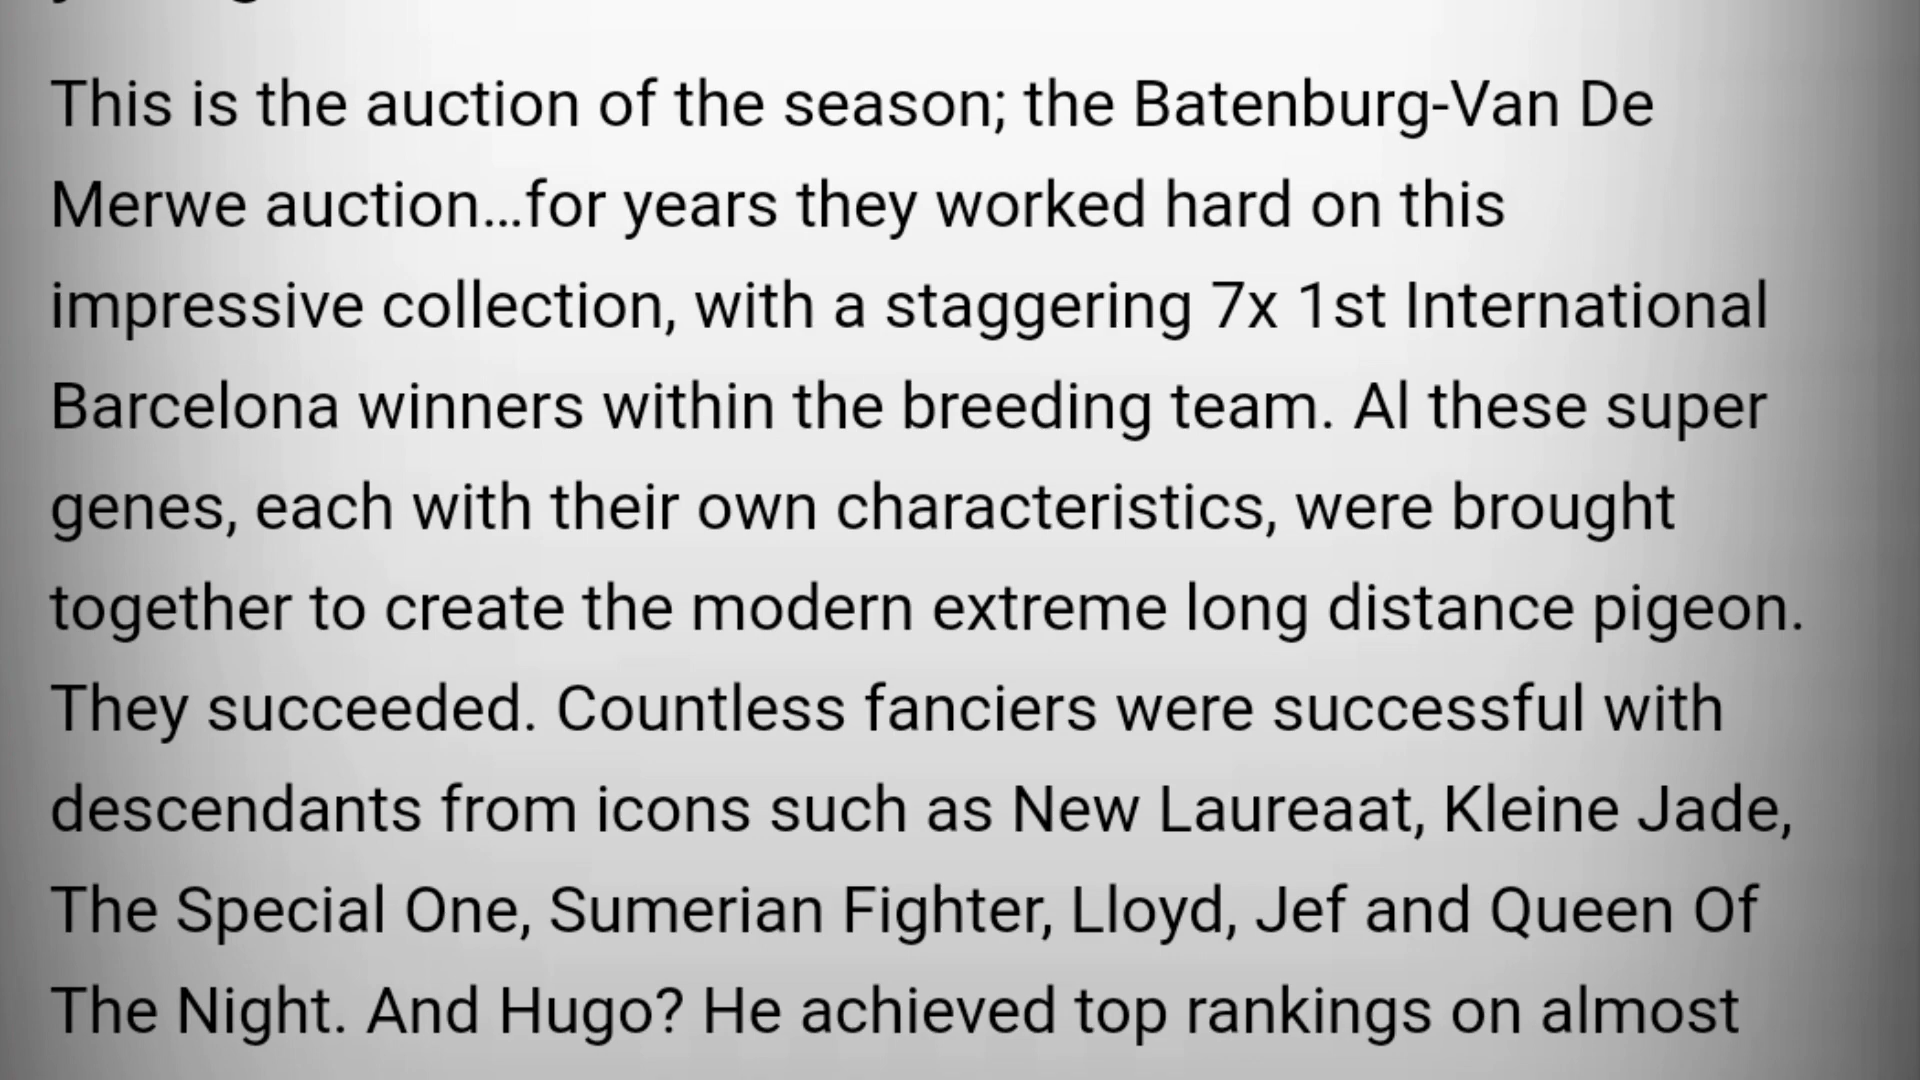 This is the auction of the season; the Batenburg-Van De
Merwe auction...for years they worked hard on this
impressive collection, with a staggering 7x 1st International
Barcelona winners within the breeding team. Al these super
genes, each with their own characteristics, were brought
together to create the modern extreme long distance pigeon.
They succeeded. Countless fanciers were successful with
descendants from icons such as New Laureaat, Kleine Jade,
The Special One, Sumerian Fighter, Lloyd, Jef and Queen Of
The Night. And Hugo? He achieved top rankings on almost